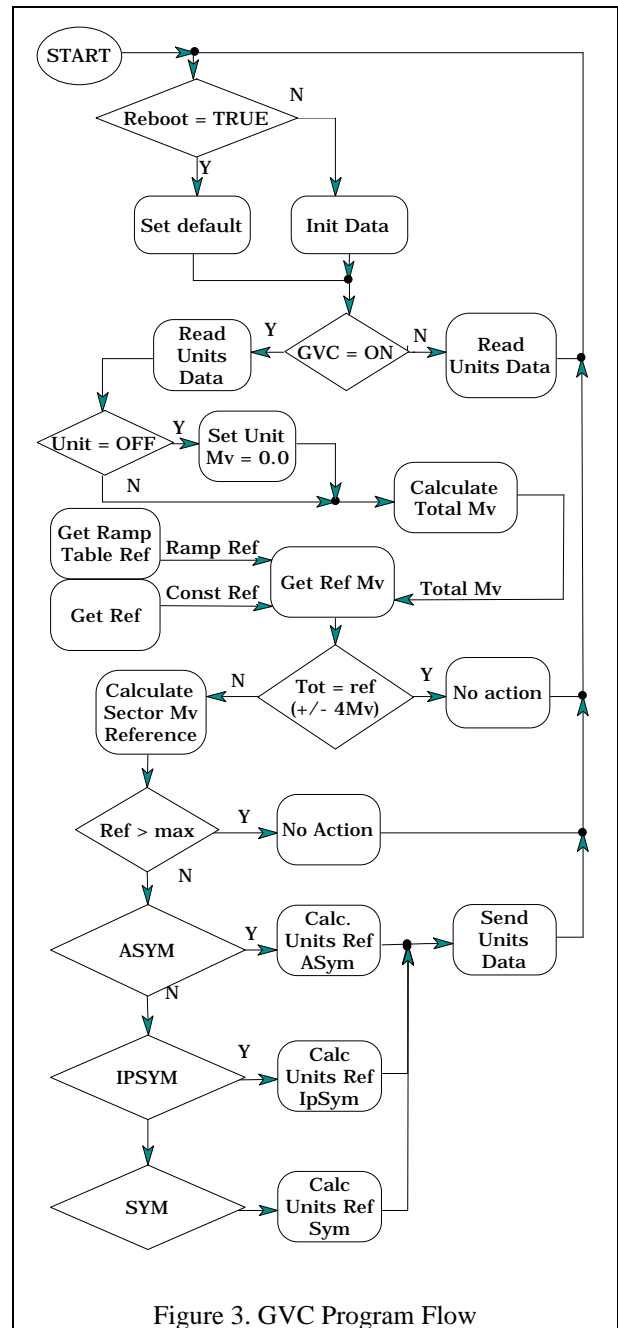 START
N
Reboot = TRUE
Y
Set default
Init Data
Read
Units
Data
Y
GVC = ON
N
Read
Units Data
Unit = OFF
Y
Set Unit
Mv = 0.0
N
Calculate
Total Mv
Get Ramp
Table Ref
Ramp Ref
Get Ref
Const Ref
Get Ref Mv
Total Mv
Calculate
Sector Mv
Reference
N
Tot = ref
(+/- 4Mv)
Y
No action
Ref > max
Y
No Action
N
ASYM
Y
Calc.
Units Ref
ASym
Send
Units
Data
N
IPSYM
Y
Calc
Units Ref
IpSym
SYM
Calc
Units Ref
Sym
Figure 3. GVC Program Flow